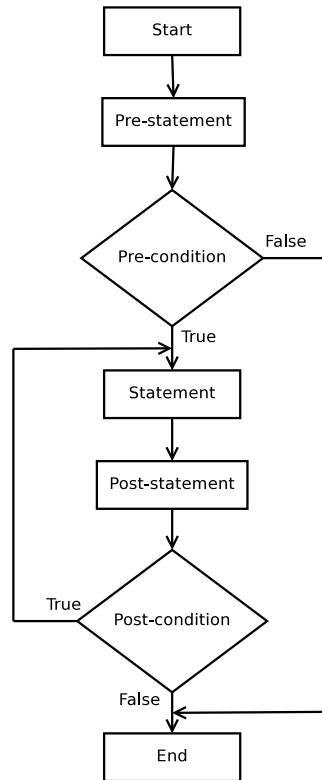 Start
Pre-statement
Pre-condition
False
True
Statement
Post-statement
True
Post-condition
False
End